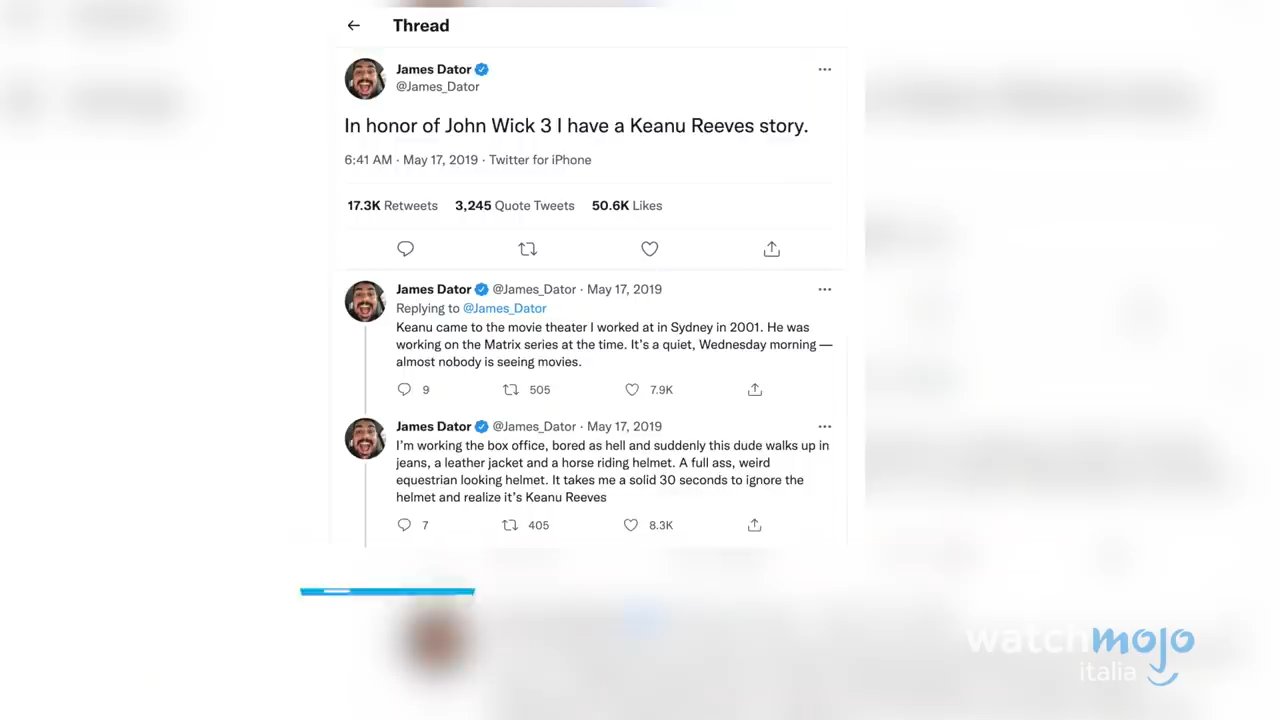 Thread
James Dator
@James_Dator
In honor of John Wick 3 I have a Keanu Reeves story.
6:41 AM · May 17, 2019 · Twitter for iPhone
17.3K Retweets 3,245 Quote Tweets 50.6K Likes
James Dator @James_Dator · May 17, 2019
Replying to @James_Dator
Keanu came to the movie theater I worked at in Sydney in 2001. He was
working on the Matrix series at the time. It's a quiet, Wednesday morning —
almost nobody is seeing movies.
9 505 7.9K
James Dator @James_Dator · May 17, 2019
I'm working the box office, bored as hell and suddenly this dude walks up in
jeans, a leather jacket and a horse riding helmet. A full ass, weird
equestrian looking helmet. It takes me a solid 30 seconds to ignore the
helmet and realize it's Keanu Reeves
7 405 8.3K
watchmojo
italia